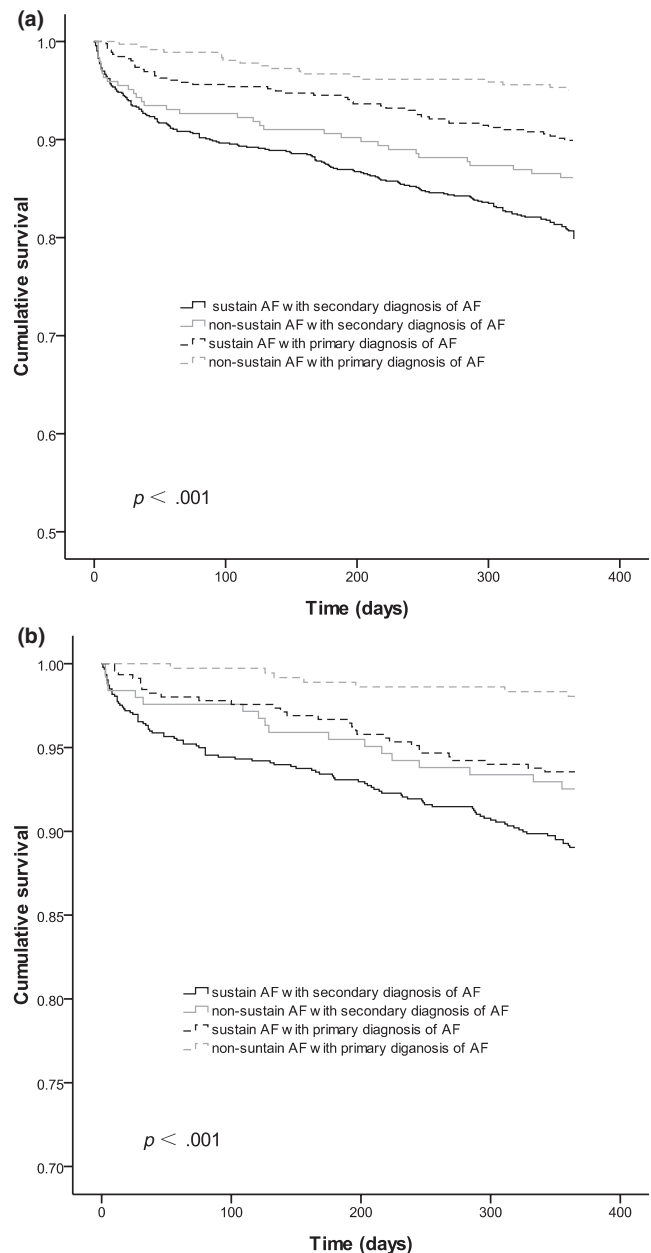 (a)
1.0
0.9
0.8
0.7
0.6
0.5
Cumulative survival
sustain AF with secondary diagnosis of AF
non-sustain AF with secondary diagnosis of AF
sustain AF with primary diagnosis of AF
non-sustain AF with primary diagnosis of AF
p < .001
0 100 200 300 400
Time (days)
(b)
1.00
0.95
0.90
0.85
0.80
0.75
0.70
Cumulative survival
sustain AF with secondary diagnosis of AF
non-sustain AF with secondary diagnosis of AF
sustain AF with primary diagnosis of AF
non-suntain AF with primary diganosis of AF
p < .001
0 100 200 300 400
Time (days)